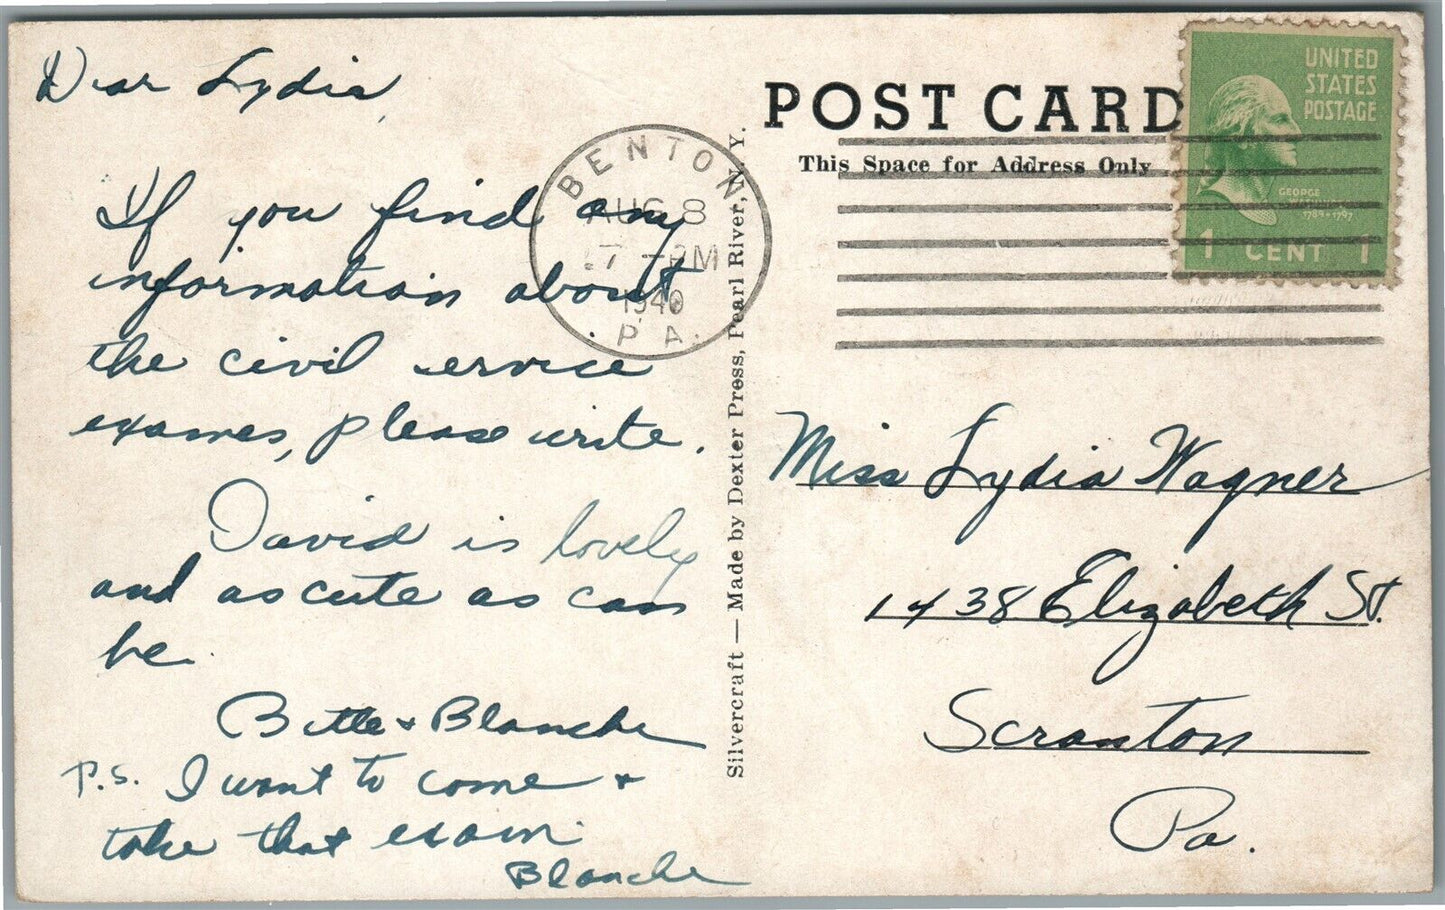 Dear Lydia,
If you find any
information about
the civil service
exames, please write.
David is lovely
and as cute as can
be.
Bette + Blanche
P.S. I want to come +
take that exam
Blanche
BENTON
AUG 8
7 - PM
1940
P.A.
Silvercraft — Made by Dexter Press, Pearl River, N. Y.
POST CARD
This Space for Address Only
UNITED
STATES
POSTAGE
GEORGE
1789-1797
1 CENT 1
Miss Lydia Wagner
1438 Elizabeth St.
Scranton
Pa.